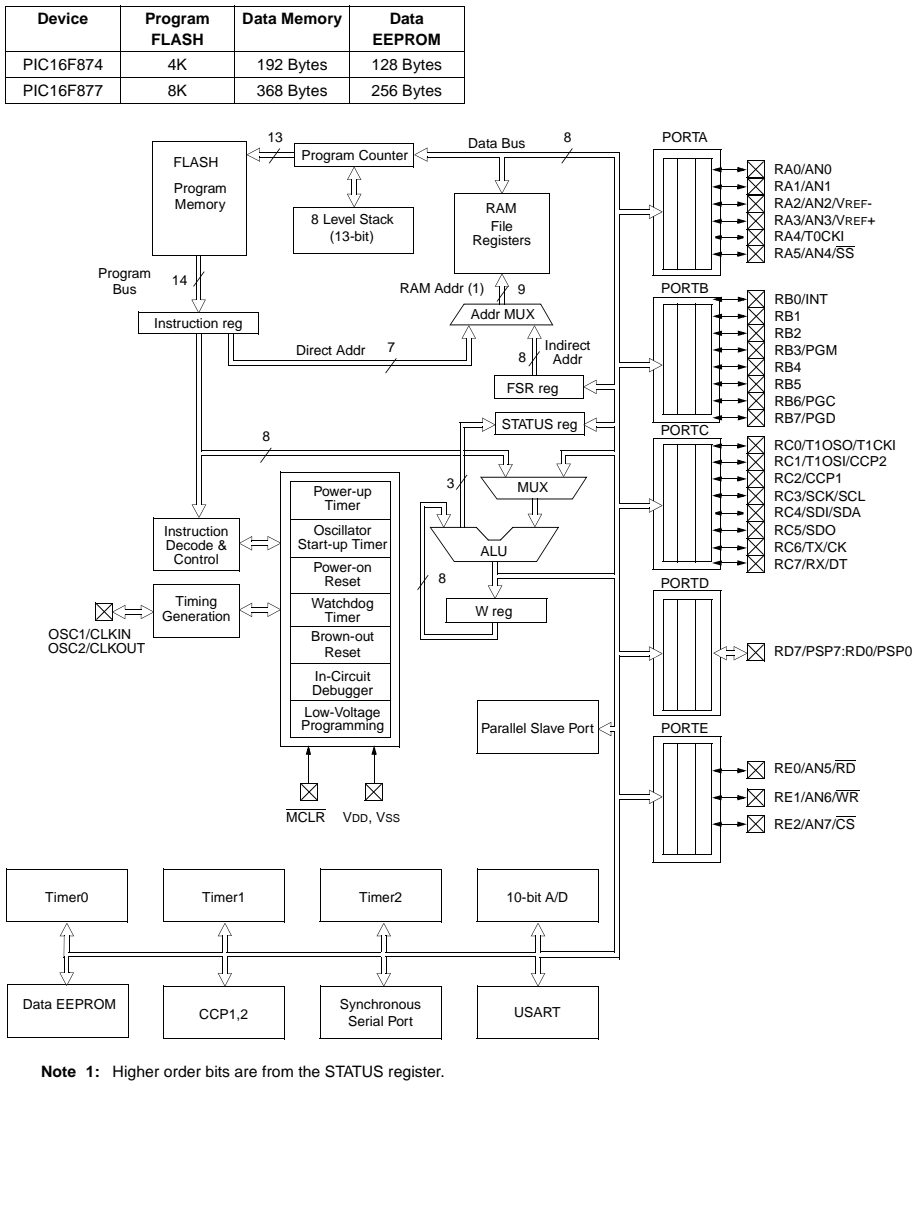 Device Program FLASH Data Memory Data EEPROM
PIC16F874 4K 192 Bytes 128 Bytes
PIC16F877 8K 368 Bytes 256 Bytes
FLASH
Program
Memory
13
Program Counter
Data Bus
8
8 Level Stack
(13-bit)
RAM
File
Registers
Program
Bus
14
RAM Addr (1)
9
Instruction reg
Addr MUX
Direct Addr
7
8
Indirect
Addr
FSR reg
STATUS reg
8
3
MUX
ALU
8
W reg
Power-up
Timer
Oscillator
Start-up Timer
Power-on
Reset
Watchdog
Timer
Brown-out
Reset
In-Circuit
Debugger
Low-Voltage
Programming
Instruction
Decode &
Control
Timing
Generation
OSC1/CLKIN
OSC2/CLKOUT
MCLR
VDD, VSS
Parallel Slave Port
PORTA
RA0/AN0
RA1/AN1
RA2/AN2/VREF-
RA3/AN3/VREF+
RA4/T0CKI
RA5/AN4/SS
PORTB
RB0/INT
RB1
RB2
RB3/PGM
RB4
RB5
RB6/PGC
RB7/PGD
PORTC
RC0/T1OSO/T1CKI
RC1/T1OSI/CCP2
RC2/CCP1
RC3/SCK/SCL
RC4/SDI/SDA
RC5/SDO
RC6/TX/CK
RC7/RX/DT
PORTD
RD7/PSP7:RD0/PSP0
PORTE
RE0/AN5/RD
RE1/AN6/WR
RE2/AN7/CS
Timer0
Timer1
Timer2
10-bit A/D
Data EEPROM
CCP1,2
Synchronous
Serial Port
USART
Note 1: Higher order bits are from the STATUS register.